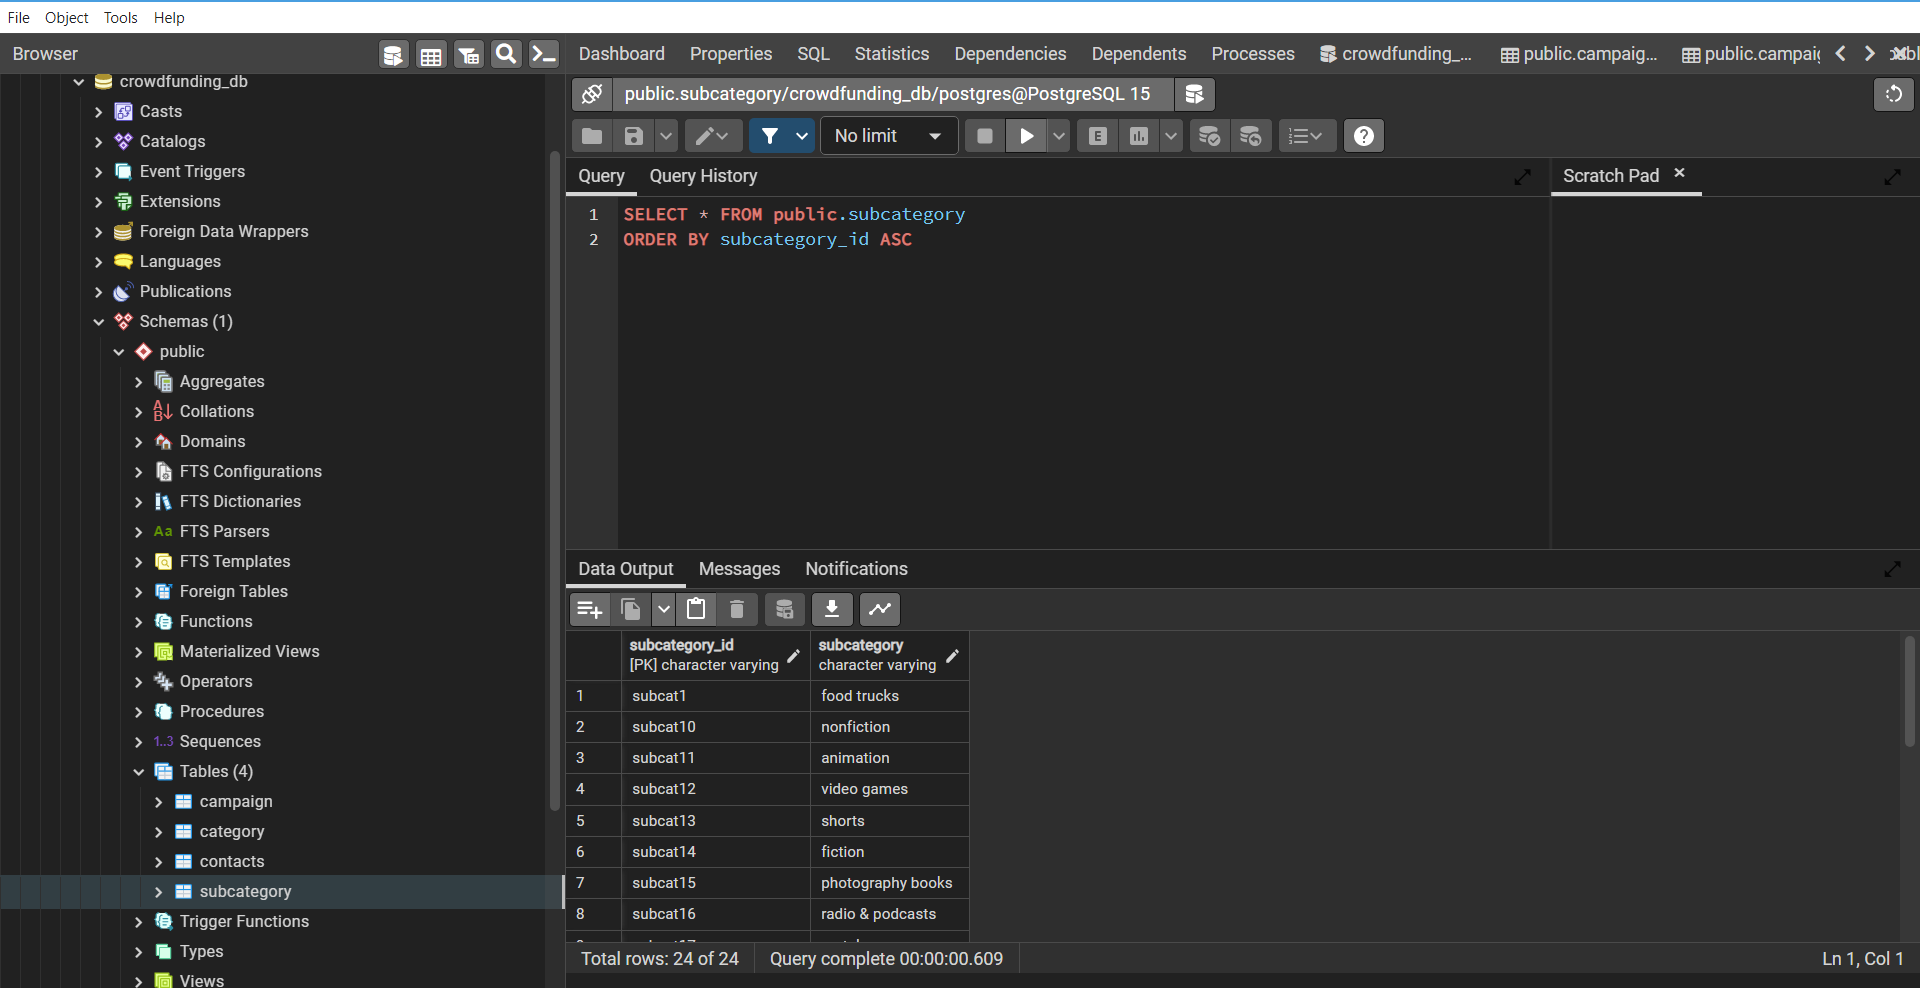 File Object Tools Help
Browser
Dashboard Properties SQL Statistics Dependencies Dependents Processes crowdfunding_... public.campaig... public.campaig
crowdfunding_db
Casts
Catalogs
Event Triggers
Extensions
Foreign Data Wrappers
Languages
Publications
Schemas (1)
public
Aggregates
Collations
Domains
FTS Configurations
FTS Dictionaries
Aa FTS Parsers
FTS Templates
Foreign Tables
Functions
Materialized Views
Operators
Procedures
1..3 Sequences
Tables (4)
campaign
category
contacts
subcategory
Trigger Functions
Types
Views
public.subcategory/crowdfunding_db/postgres@PostgreSQL 15
No limit E ?
Query Query History
1 SELECT * FROM public.subcategory
2 ORDER BY subcategory_id ASC
Scratch Pad
Data Output Messages Notifications
subcategory_id subcategory
[PK] character varying character varying
1 subcat1 food trucks
2 subcat10 nonfiction
3 subcat11 animation
4 subcat12 video games
5 subcat13 shorts
6 subcat14 fiction
7 subcat15 photography books
8 subcat16 radio & podcasts
Total rows: 24 of 24 Query complete 00:00:00.609 Ln 1, Col 1